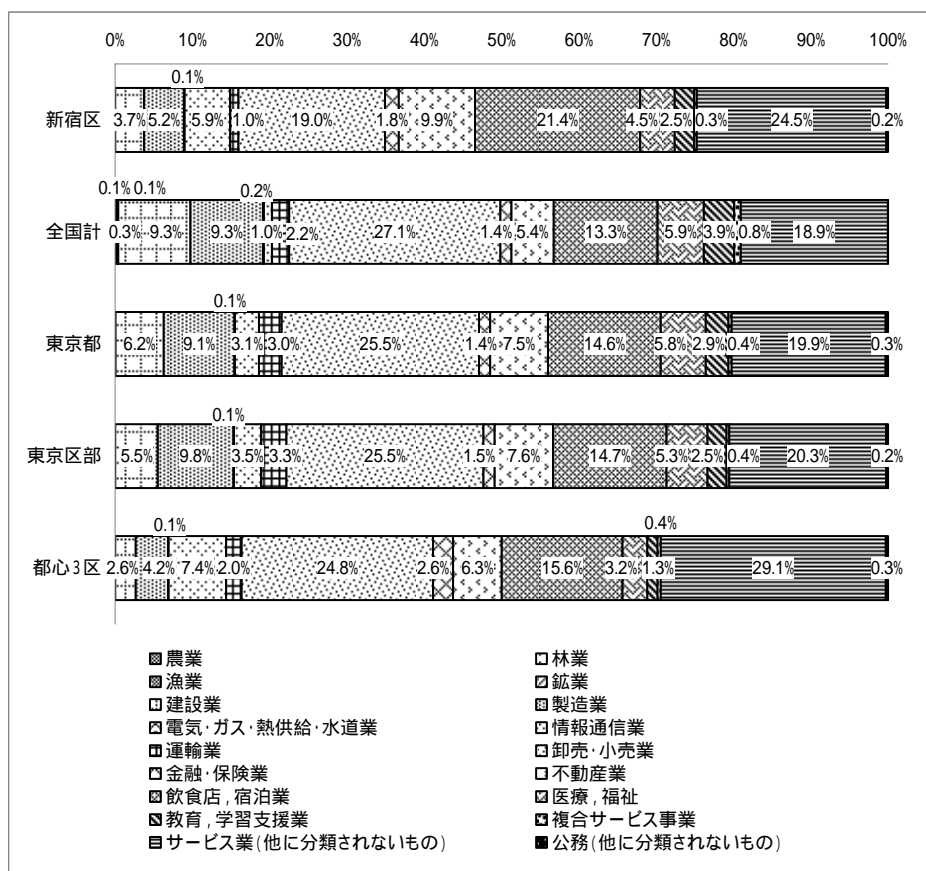 0% 10% 20% 30% 40% 50% 60% 70% 80% 90% 100%
0.1%
新宿区 3.7% 5.2% 5.9% 1.0% 19.0% 1.8% 9.9% 21.4% 4.5% 2.5% 0.3% 24.5% 0.2%
0.1% 0.1% 0.2%
全国計 0.3% 9.3% 9.3% 1.0% 2.2% 27.1% 1.4% 5.4% 13.3% 5.9% 3.9% 0.8% 18.9%
0.1%
東京都 6.2% 9.1% 3.1% 3.0% 25.5% 1.4% 7.5% 14.6% 5.8% 2.9% 0.4% 19.9% 0.3%
0.1%
東京区部 5.5% 9.8% 3.5% 3.3% 25.5% 1.5% 7.6% 14.7% 5.3% 2.5% 0.4% 20.3% 0.2%
0.1% 0.4%
都心3区 2.6% 4.2% 7.4% 2.0% 24.8% 2.6% 6.3% 15.6% 3.2% 1.3% 29.1% 0.3%
農業 林業
漁業 鉱業
建設業 製造業
電気・ガス・熱供給・水道業 情報通信業
運輸業 卸売・小売業
金融・保険業 不動産業
飲食店,宿泊業 医療,福祉
教育,学習支援業 複合サービス事業
サービス業(他に分類されないもの) 公務(他に分類されないもの)